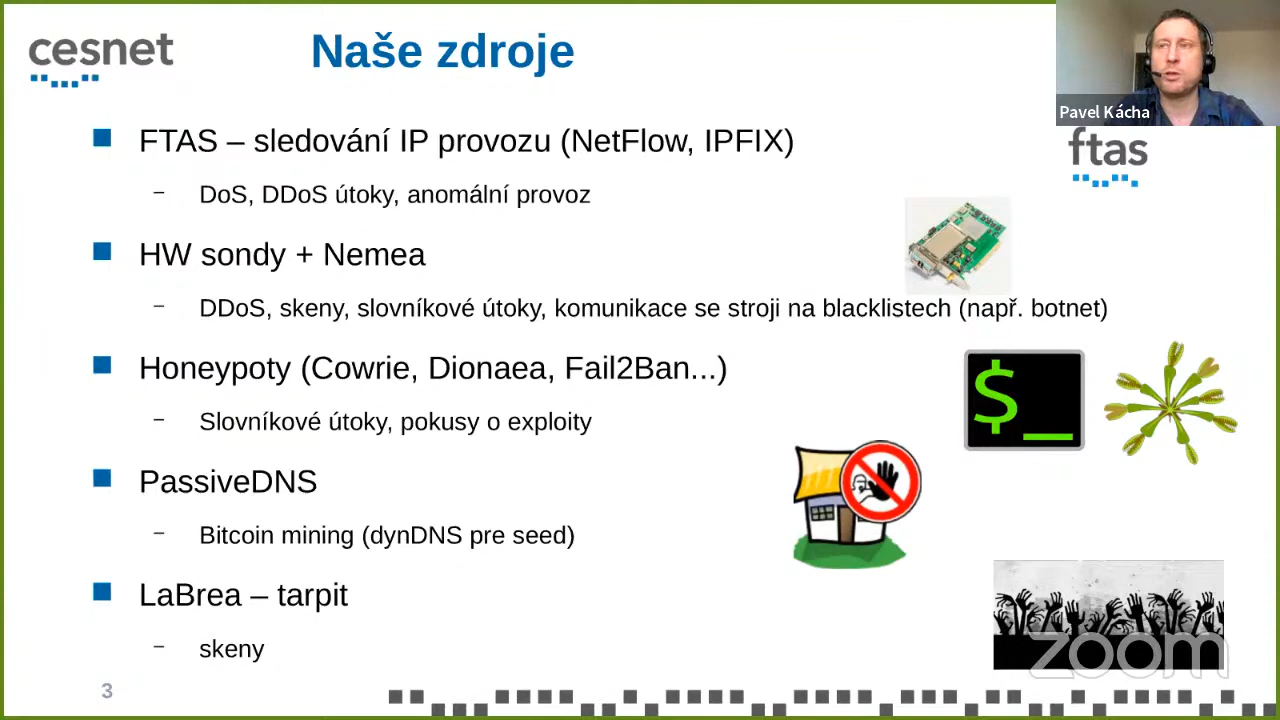 cesnet
Naše zdroje
Pavel Kácha
FTAS – sledování IP provozu (NetFlow, IPFIX)
ftas
DoS, DDoS útoky, anomální provoz
HW sondy + Nemea
DDoS, skeny, slovníkové útoky, komunikace se stroji na blacklistech (např. botnet)
Honeypoty (Cowrie, Dionaea, Fail2Ban...)
$_
Slovníkové útoky, pokusy o exploity
PassiveDNS
Bitcoin mining (dynDNS pre seed)
LaBrea – tarpit
skeny
zoom
3